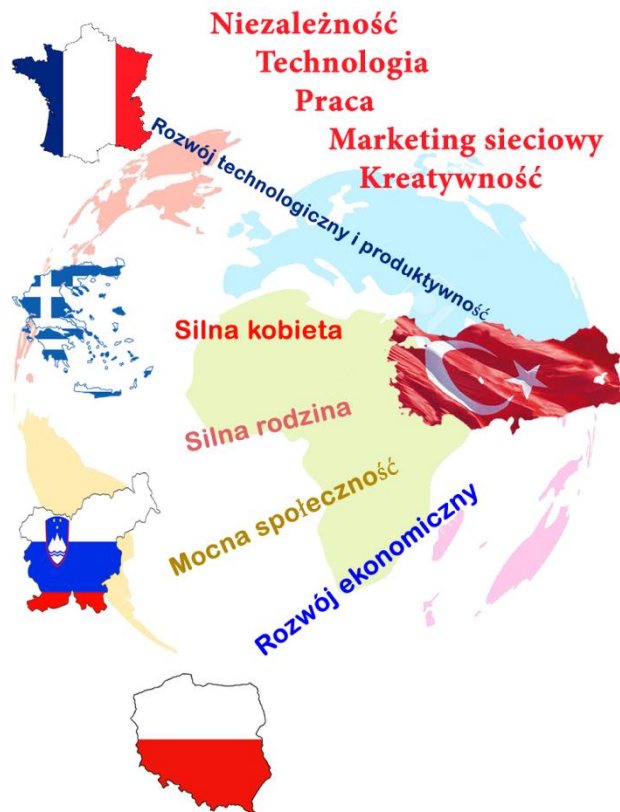 Niezależność
Technologia
Praca
Marketing sieciowy
Kreatywność
Rozwój technologiczny i produktywność
Silna kobieta
Silna rodzina
Mocna społeczność
Rozwój ekonomiczny